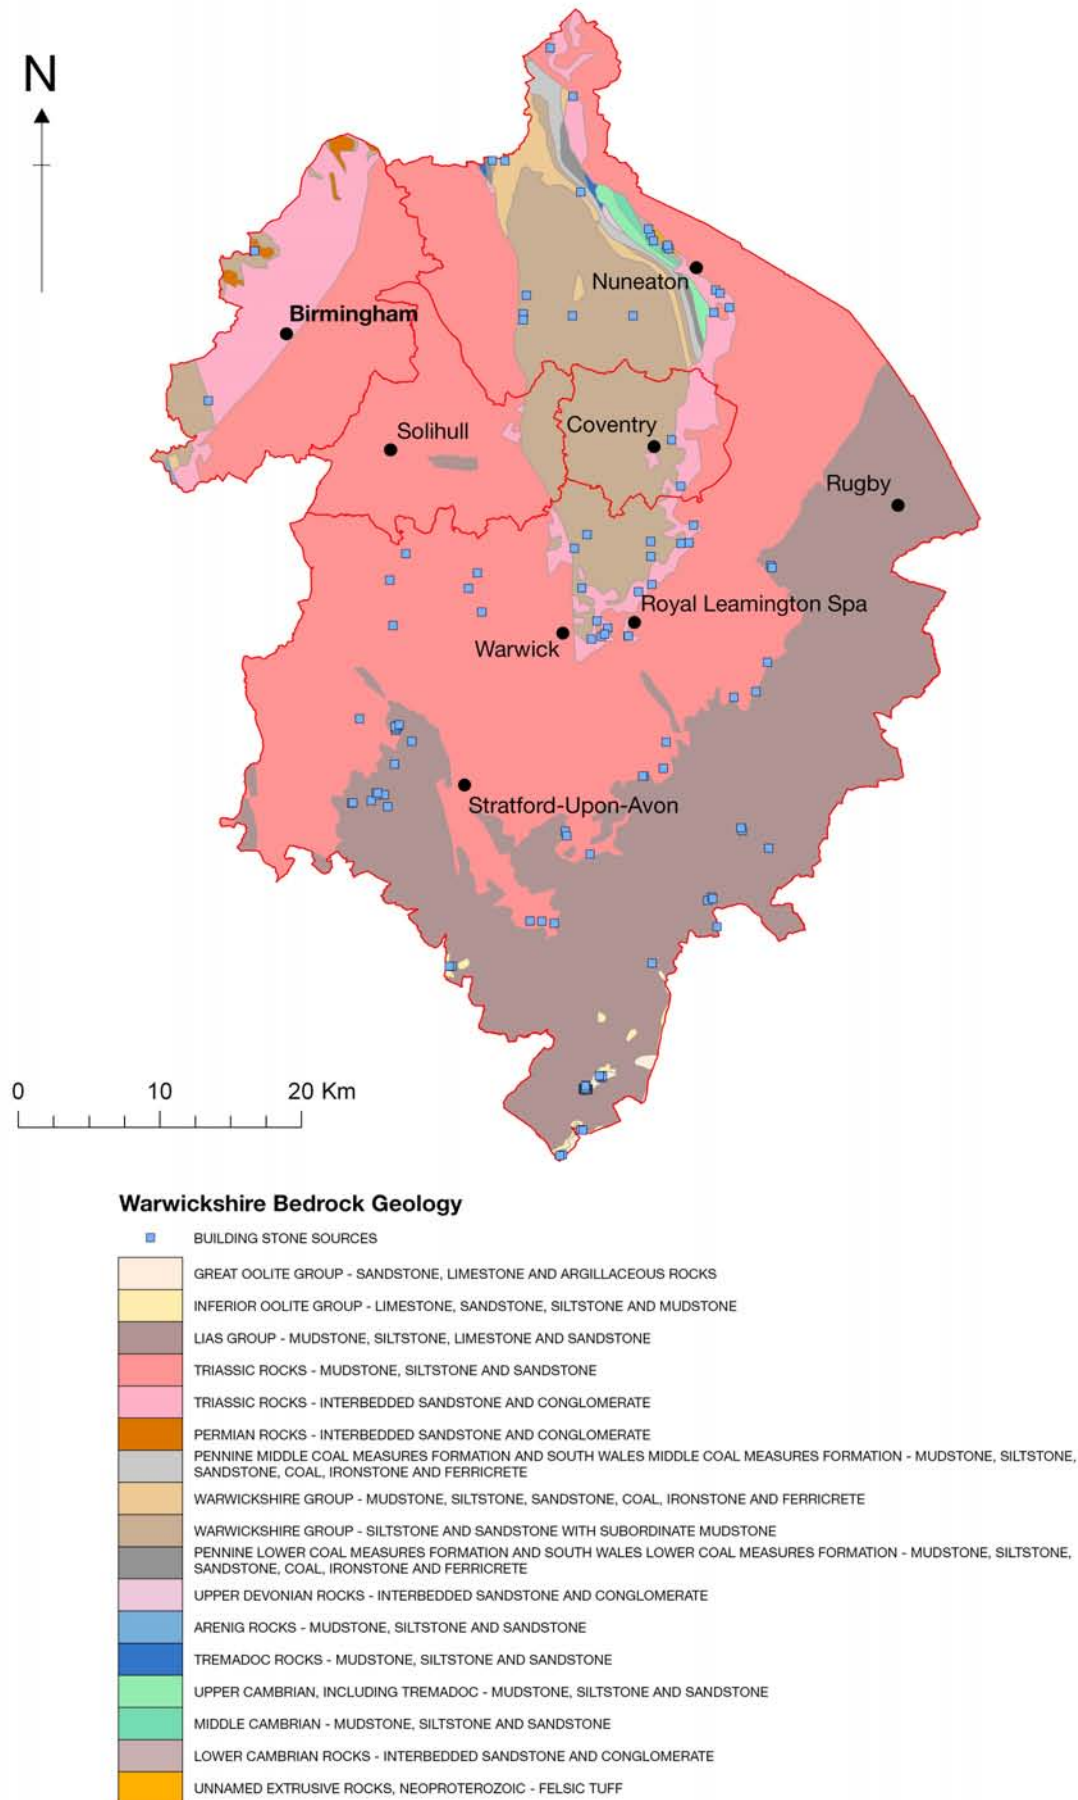 N
Nuneaton
Birmingham
Solihull
Coventry
Rugby
Royal Leamington Spa
Warwick
Stratford-Upon-Avon
0 10 20 Km
Warwickshire Bedrock Geology
BUILDING STONE SOURCES
GREAT OOLITE GROUP - SANDSTONE, LIMESTONE AND ARGILLACEOUS ROCKS
INFERIOR OOLITE GROUP - LIMESTONE, SANDSTONE, SILTSTONE AND MUDSTONE
LIAS GROUP - MUDSTONE, SILTSTONE, LIMESTONE AND SANDSTONE
TRIASSIC ROCKS - MUDSTONE, SILTSTONE AND SANDSTONE
TRIASSIC ROCKS - INTERBEDDED SANDSTONE AND CONGLOMERATE
PERMIAN ROCKS - INTERBEDDED SANDSTONE AND CONGLOMERATE
PENNINE MIDDLE COAL MEASURES FORMATION AND SOUTH WALES MIDDLE COAL MEASURES FORMATION - MUDSTONE, SILTSTONE,
SANDSTONE, COAL, IRONSTONE AND FERRICRETE
WARWICKSHIRE GROUP - MUDSTONE, SILTSTONE, SANDSTONE, COAL, IRONSTONE AND FERRICRETE
WARWICKSHIRE GROUP - SILTSTONE AND SANDSTONE WITH SUBORDINATE MUDSTONE
PENNINE LOWER COAL MEASURES FORMATION AND SOUTH WALES LOWER COAL MEASURES FORMATION - MUDSTONE, SILTSTONE,
SANDSTONE, COAL, IRONSTONE AND FERRICRETE
UPPER DEVONIAN ROCKS - INTERBEDDED SANDSTONE AND CONGLOMERATE
ARENIG ROCKS - MUDSTONE, SILTSTONE AND SANDSTONE
TREMADOC ROCKS - MUDSTONE, SILTSTONE AND SANDSTONE
UPPER CAMBRIAN, INCLUDING TREMADOC - MUDSTONE, SILTSTONE AND SANDSTONE
MIDDLE CAMBRIAN - MUDSTONE, SILTSTONE AND SANDSTONE
LOWER CAMBRIAN ROCKS - INTERBEDDED SANDSTONE AND CONGLOMERATE
UNNAMED EXTRUSIVE ROCKS, NEOPROTEROZOIC - FELSIC TUFF